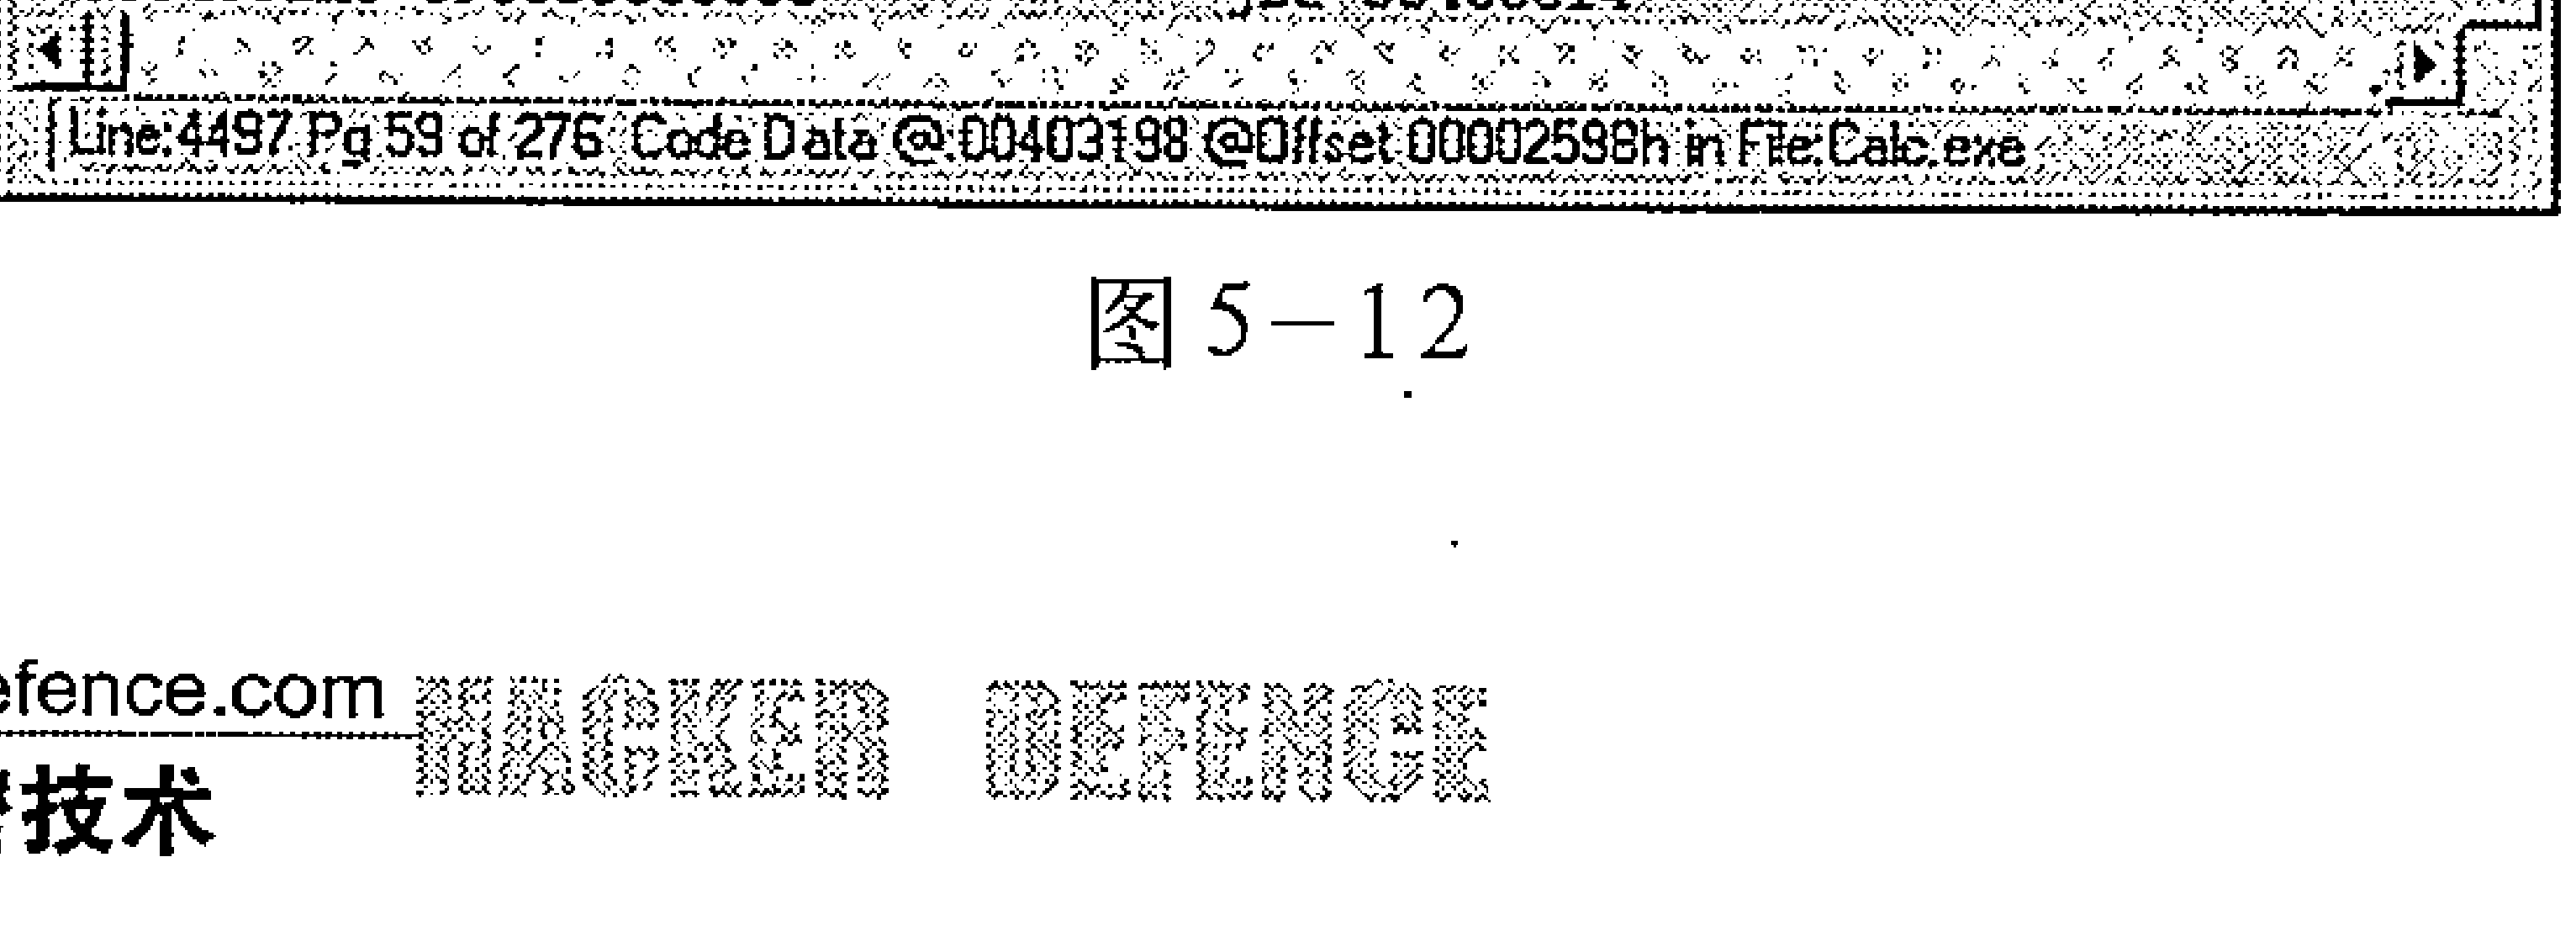 Line:4497 Pg 59 of 276 Code Data @:00403198 @Offset 00002598h in File:Calc.exe
图 5－12
efence.com HACKER DEFENCE
技术